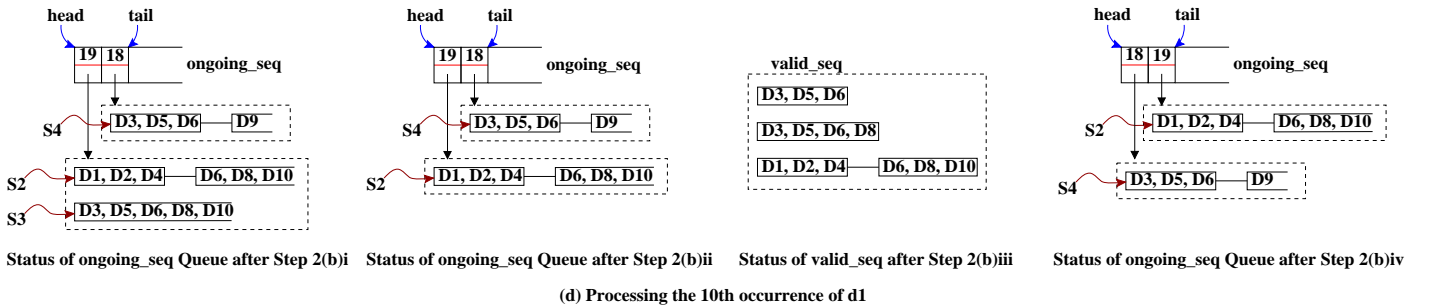 head tail
19 18
ongoing_seq
S4 D3, D5, D6 D9
S2 D1, D2, D4 D6, D8, D10
S3 D3, D5, D6, D8, D10
Status of ongoing_seq Queue after Step 2(b)i
head tail
19 18
ongoing_seq
S4 D3, D5, D6 D9
S2 D1, D2, D4 D6, D8, D10
Status of ongoing_seq Queue after Step 2(b)ii
valid_seq
D3, D5, D6
D3, D5, D6, D8
D1, D2, D4 D6, D8, D10
Status of valid_seq after Step 2(b)iii
head tail
18 19
ongoing_seq
S2 D1, D2, D4 D6, D8, D10
S4 D3, D5, D6 D9
Status of ongoing_seq Queue after Step 2(b)iv
(d) Processing the 10th occurrence of d1